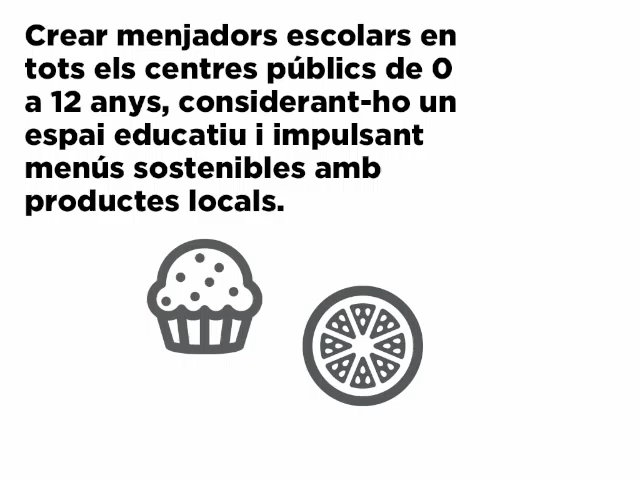 Crear menjadors escolars en
tots els centres públics de 0
a 12 anys, considerant-ho un
espai educatiu i impulsant
menús sostenibles amb
productes locals.